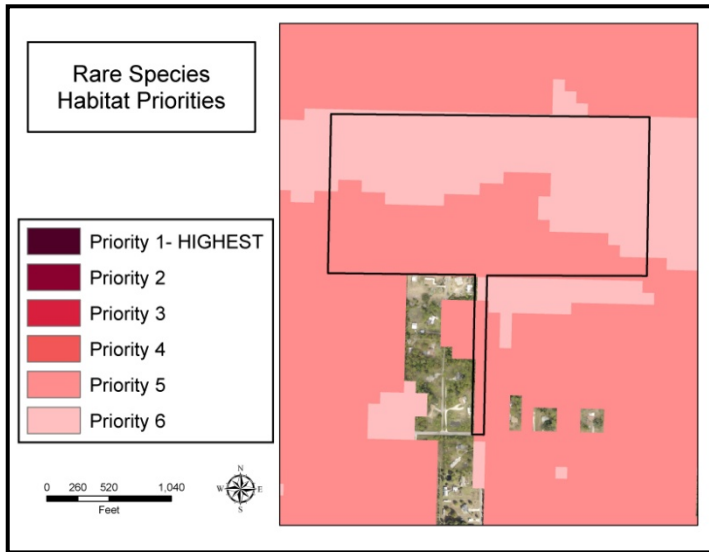 Rare Species
Habitat Priorities
Priority 1- HIGHEST
Priority 2
Priority 3
Priority 4
Priority 5
Priority 6
0 260 520 1,040
Feet
N
W E
S